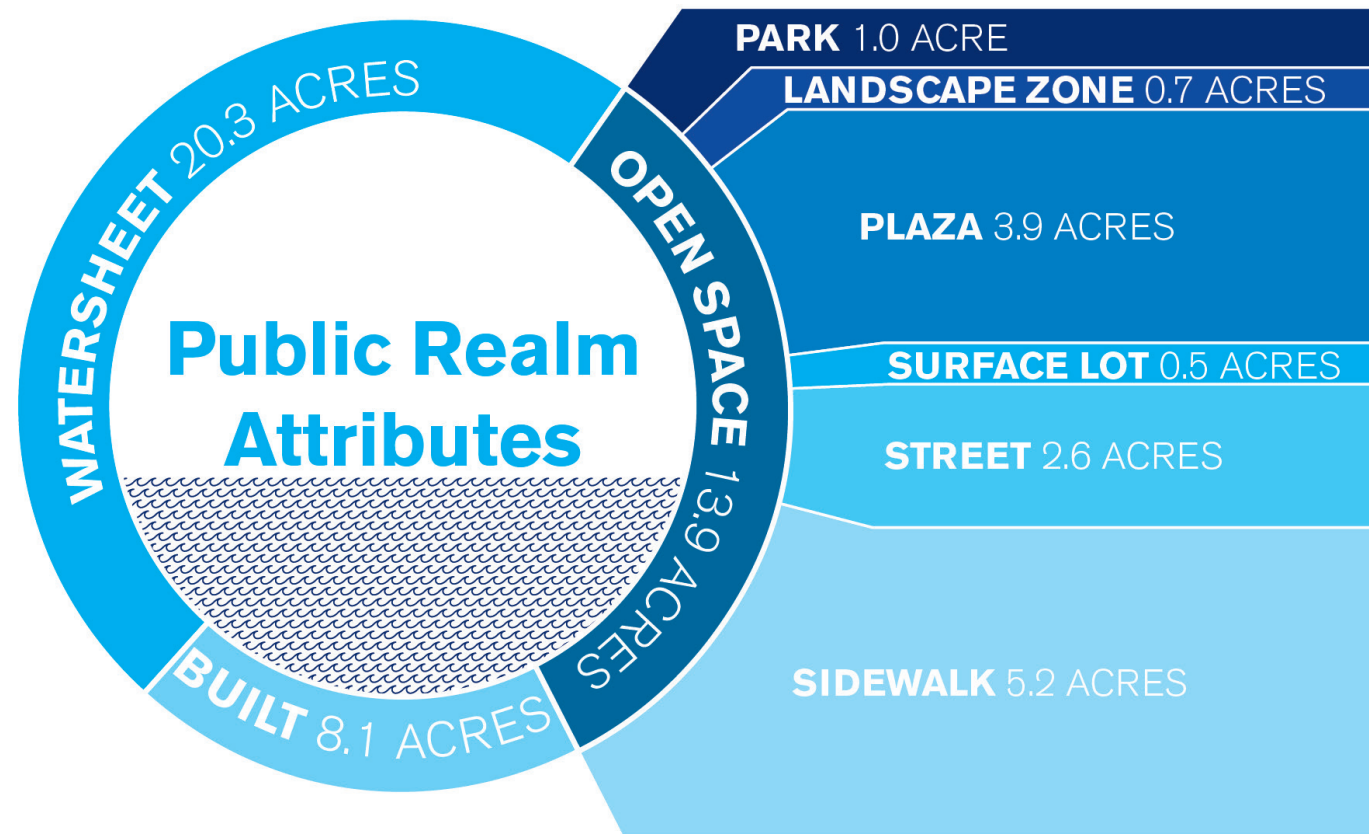 Public Realm
Attributes
WATERSHEET 20.3 ACRES
OPEN SPACE 13.9 ACRES
BUILT 8.1 ACRES
PARK 1.0 ACRE
LANDSCAPE ZONE 0.7 ACRES
PLAZA 3.9 ACRES
SURFACE LOT 0.5 ACRES
STREET 2.6 ACRES
SIDEWALK 5.2 ACRES